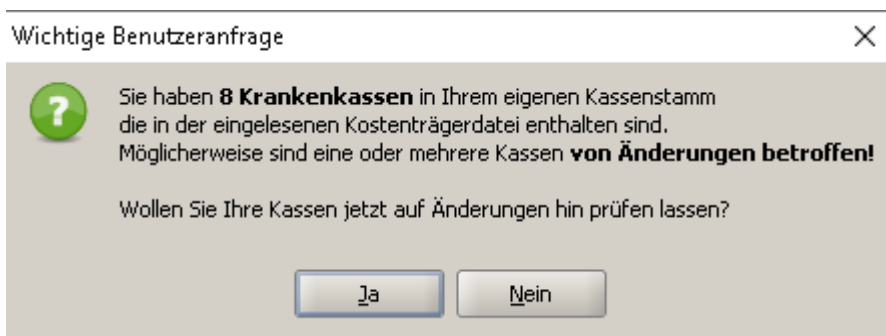 Wichtige Benutzeranfrage
Sie haben 8 Krankenkassen in Ihrem eigenen Kassenstamm
die in der eingelesenen Kostenträgerdatei enthalten sind.
Möglicherweise sind eine oder mehrere Kassen von Änderungen betroffen!
Wollen Sie Ihre Kassen jetzt auf Änderungen hin prüfen lassen?
Ja
Nein